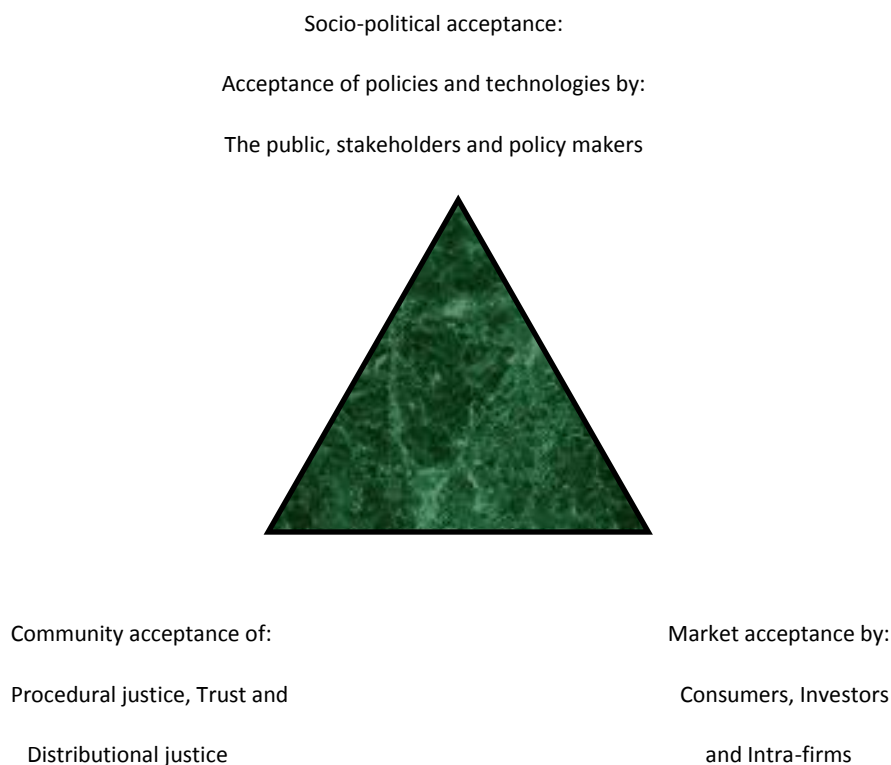 Socio-political acceptance:
Acceptance of policies and technologies by:
The public, stakeholders and policy makers
Community acceptance of:
Procedural justice, Trust and
Distributional justice
Market acceptance by:
Consumers, Investors
and Intra-firms